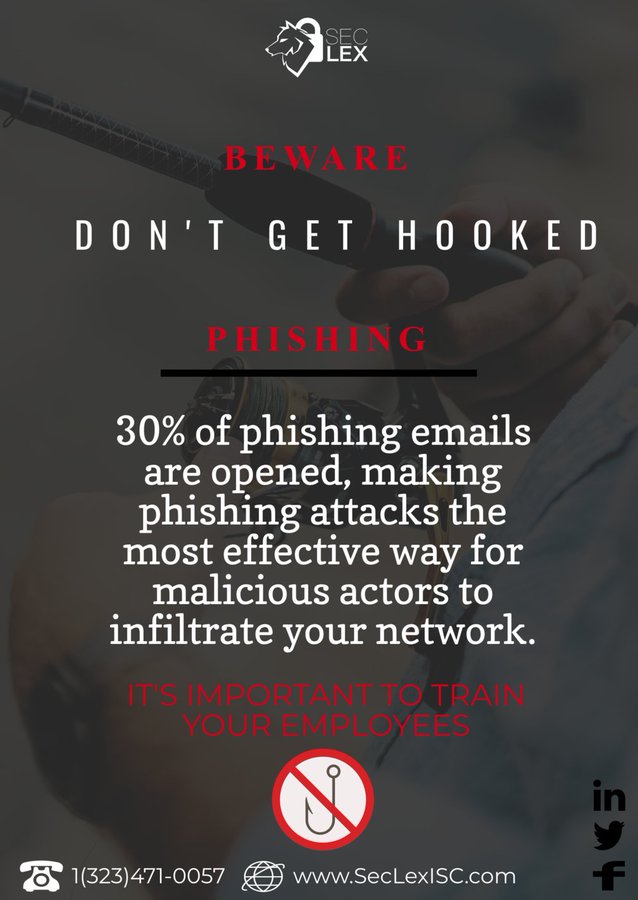 SEC
LEX
BEWARE
DON'T GET HOOKED
PHISHING
30% of phishing emails
are opened, making
phishing attacks the
most effective way for
malicious actors to
infiltrate your network.
IT'S IMPORTANT TO TRAIN
YOUR EMPLOYEES
in
f
1(323)471-0057 www.SecLexISC.com